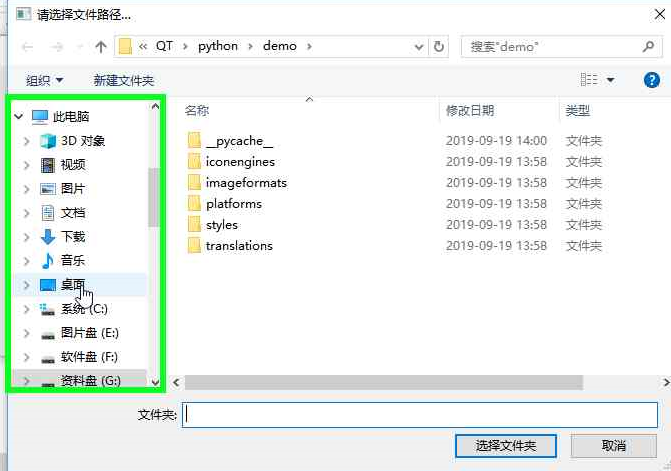 请选择文件路径...
« QT > python > demo >
搜索"demo"
组织 新建文件夹
此电脑
3D 对象
视频
图片
文档
下载
音乐
桌面
系统 (C:)
图片盘 (E:)
软件盘 (F:)
资料盘 (G:)
名称 修改日期 类型
__pycache__ 2019-09-19 14:00 文件夹
iconengines 2019-09-19 13:58 文件夹
imageformats 2019-09-19 13:58 文件夹
platforms 2019-09-19 13:58 文件夹
styles 2019-09-19 13:58 文件夹
translations 2019-09-19 13:58 文件夹
文件夹:
选择文件夹 取消